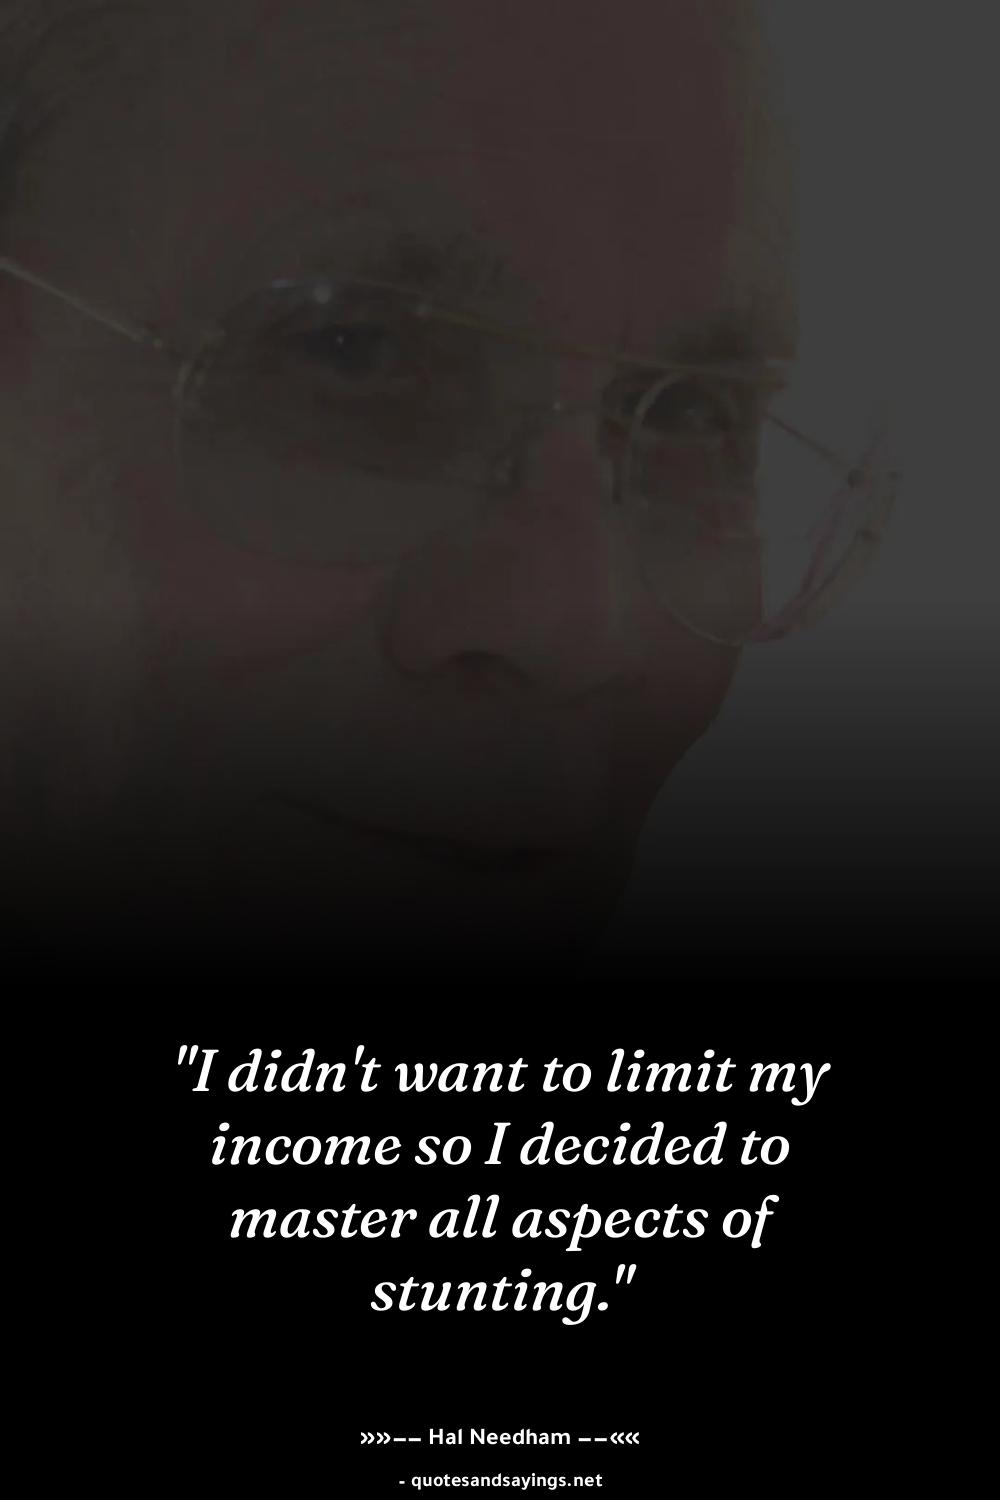 "I didn't want to limit my
income so I decided to
master all aspects of
stunting."
»»−− Hal Needham −−««
- quotesandsayings.net